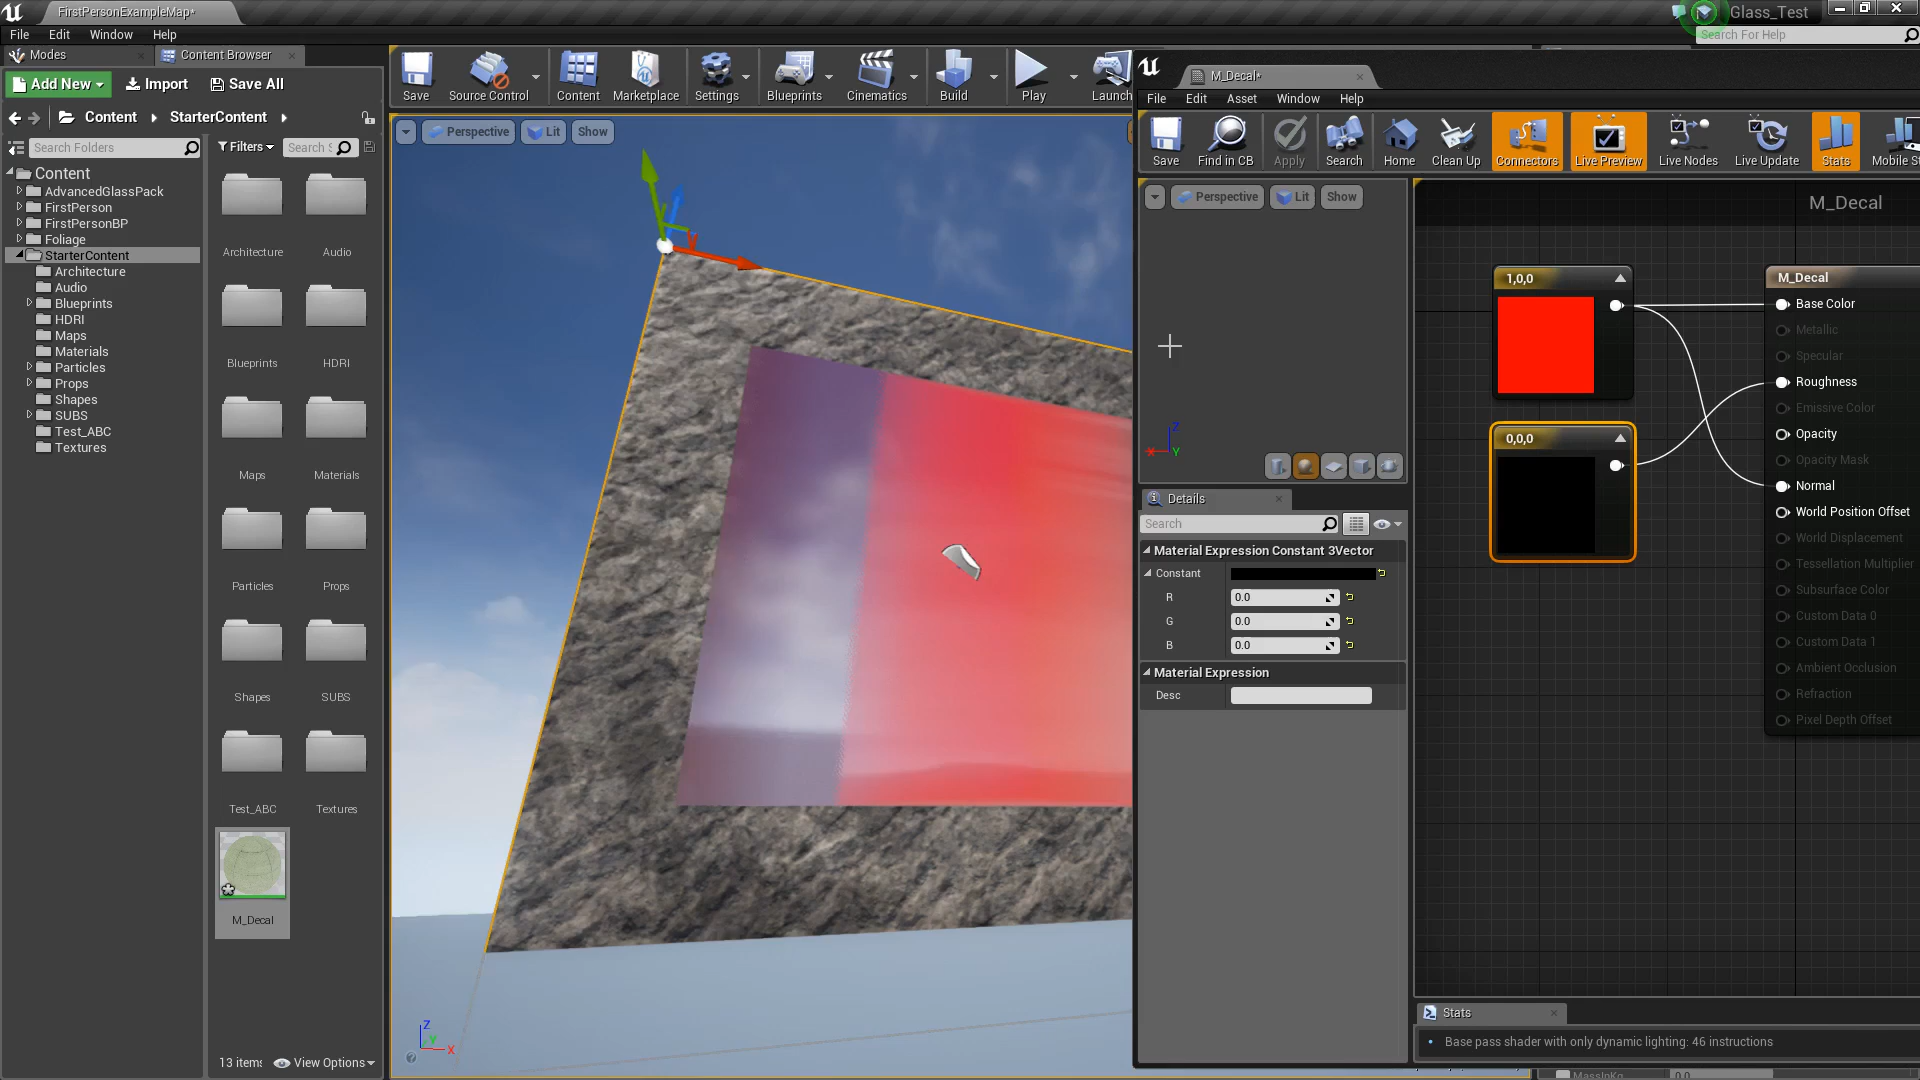 FirstPersonExampleMap*
Glass_Test
File Edit Window Help
Search For Help
Modes
Content Browser
Add New
Import
Save All
Content
StarterContent
Search Folders
Filters
Content
AdvancedGlassPack
FirstPerson
FirstPersonBP
Foliage
StarterContent
Architecture
Audio
Blueprints
HDRI
Maps
Materials
Particles
Props
Shapes
SUBS
Test_ABC
Textures
Architecture
Audio
Blueprints
HDRI
Maps
Materials
Particles
Props
Shapes
SUBS
Test_ABC
Textures
M_Decal
13 items
View Options
Save
Source Control
Content
Marketplace
Settings
Blueprints
Cinematics
Build
Play
Launch
Perspective
Lit
Show
Z
Y
X
M_Decal*
File Edit Asset Window Help
Save
Find in CB
Apply
Search
Home
Clean Up
Connectors
Live Preview
Live Nodes
Live Update
Stats
Mobile St
Perspective
Lit
Show
Z
X
Y
Details
Search
Material Expression Constant 3Vector
Constant
R 0.0
G 0.0
B 0.0
Material Expression
Desc
M_Decal
1,0,0
0,0,0
M_Decal
Base Color
Metallic
Specular
Roughness
Emissive Color
Opacity
Opacity Mask
Normal
World Position Offset
World Displacement
Tessellation Multiplier
Subsurface Color
Custom Data 0
Custom Data 1
Ambient Occlusion
Refraction
Pixel Depth Offset
Stats
Base pass shader with only dynamic lighting: 46 instructions
MassInKg
0.0